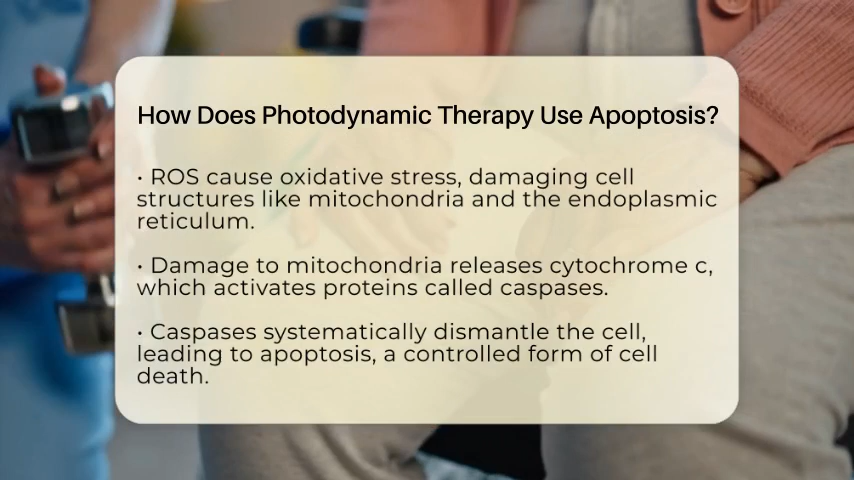 How Does Photodynamic Therapy Use Apoptosis?
• ROS cause oxidative stress, damaging cell
structures like mitochondria and the endoplasmic
reticulum.
• Damage to mitochondria releases cytochrome c,
which activates proteins called caspases.
• Caspases systematically dismantle the cell,
leading to apoptosis, a controlled form of cell
death.